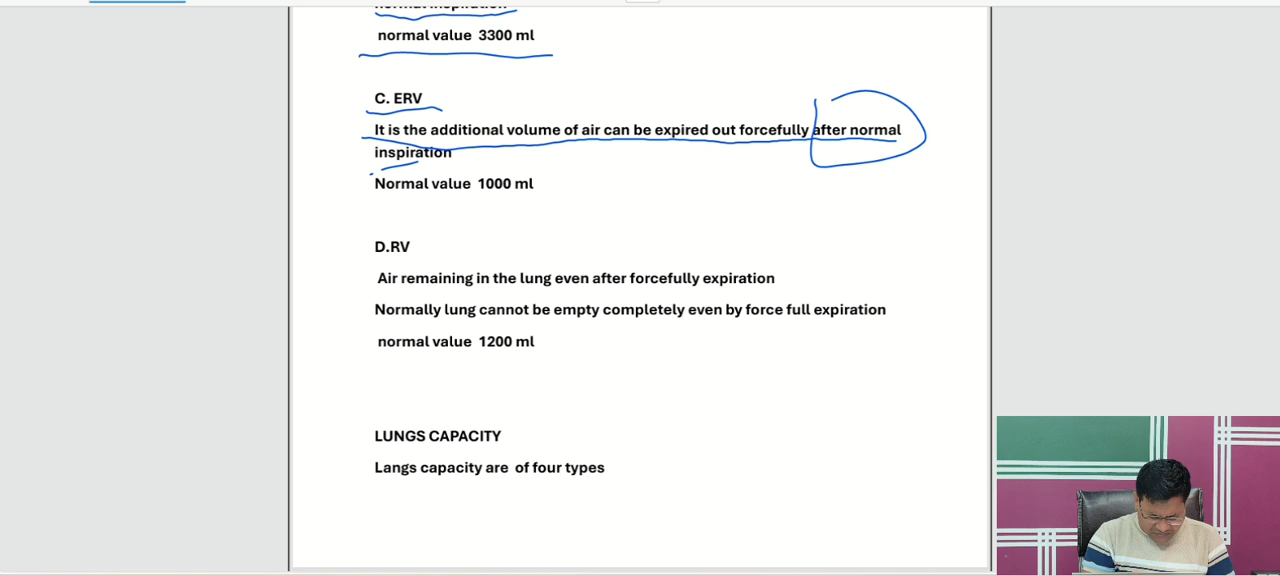 normal inspiration
normal value 3300 ml
C. ERV
It is the additional volume of air can be expired out forcefully after normal
inspiration
Normal value 1000 ml
D.RV
Air remaining in the lung even after forcefully expiration
Normally lung cannot be empty completely even by force full expiration
normal value 1200 ml
LUNGS CAPACITY
Langs capacity are of four types